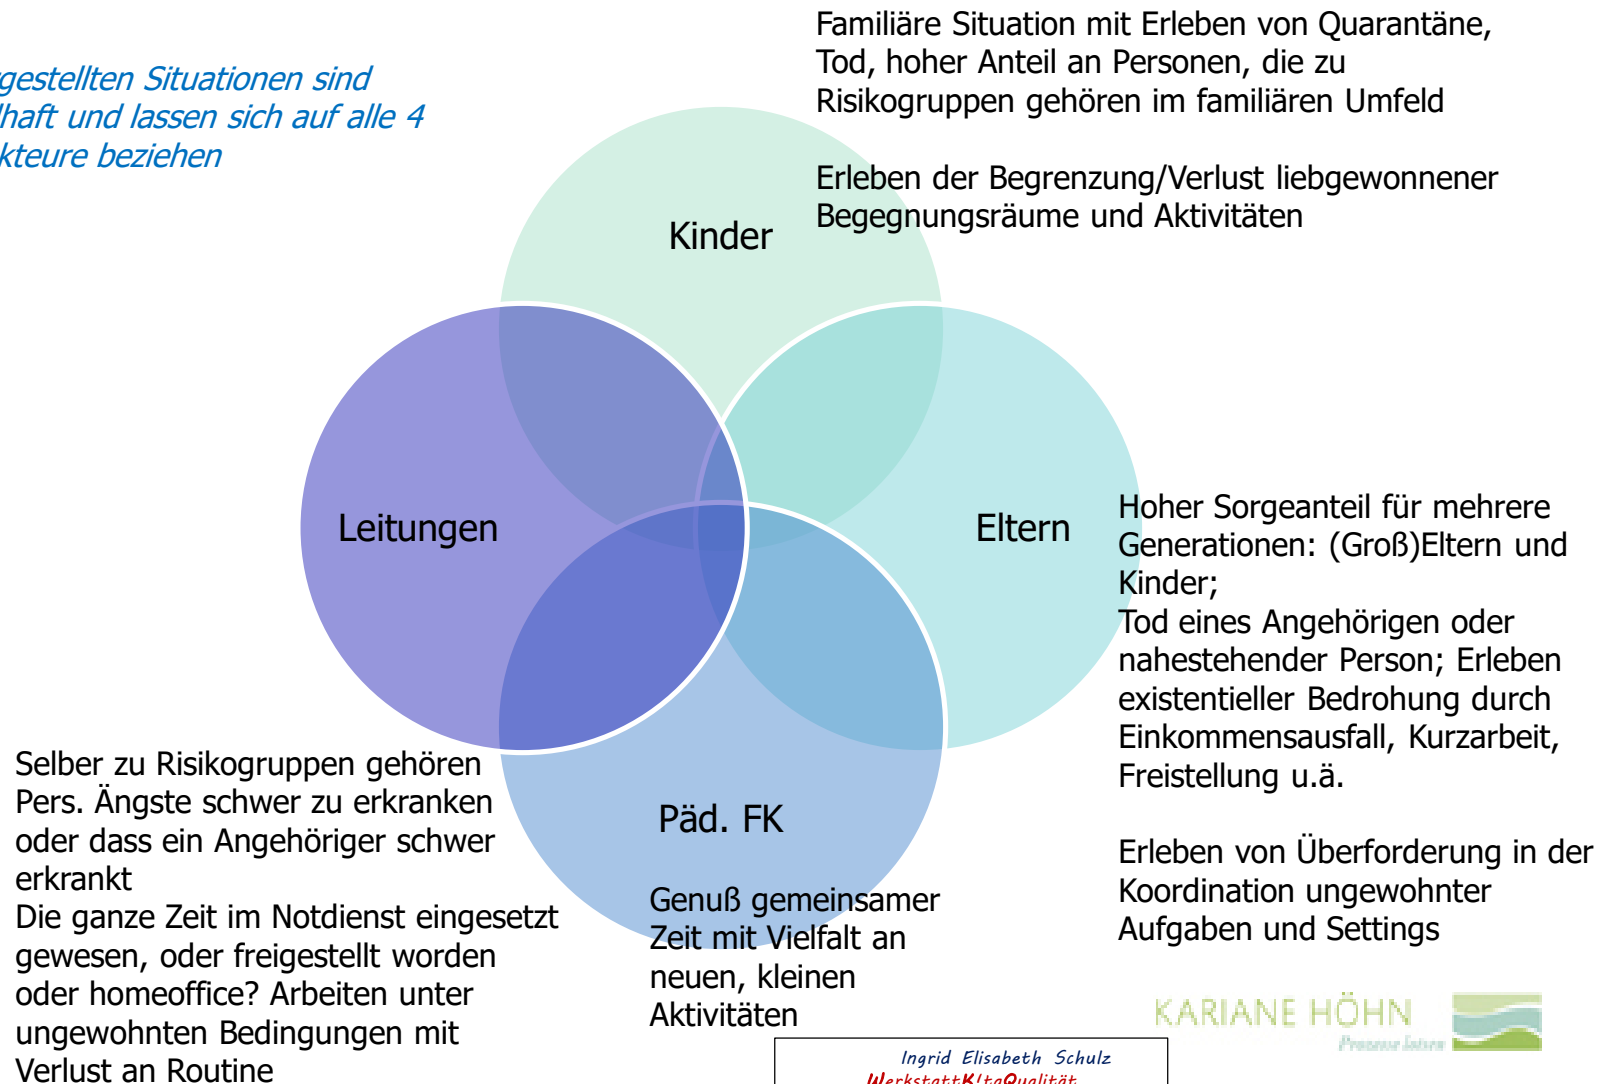 Familiäre Situation mit Erleben von Quarantäne,
Tod, hoher Anteil an Personen, die zu
Risikogruppen gehören im familiären Umfeld
Erleben der Begrenzung/Verlust liebgewonnener
Begegnungsräume und Aktivitäten
gestellten Situationen sind
lhaft und lassen sich auf alle 4
kteure beziehen
Kinder
Leitungen
Eltern
Päd. FK
Hoher Sorgeanteil für mehrere
Generationen: (Groß)Eltern und
Kinder;
Tod eines Angehörigen oder
nahestehender Person; Erleben
existentieller Bedrohung durch
Einkommensausfall, Kurzarbeit,
Freistellung u.ä.
Erleben von Überforderung in der
Koordination ungewohnter
Aufgaben und Settings
Selber zu Risikogruppen gehören
Pers. Ängste schwer zu erkranken
oder dass ein Angehöriger schwer
erkrankt
Die ganze Zeit im Notdienst eingesetzt
gewesen, oder freigestellt worden
oder homeoffice? Arbeiten unter
ungewohnten Bedingungen mit
Verlust an Routine
Genuß gemeinsamer
Zeit mit Vielfalt an
neuen, kleinen
Aktivitäten
KARIANE HÖHN
Prozesse leiten
Ingrid Elisabeth Schulz
WerkstattK!taQualität